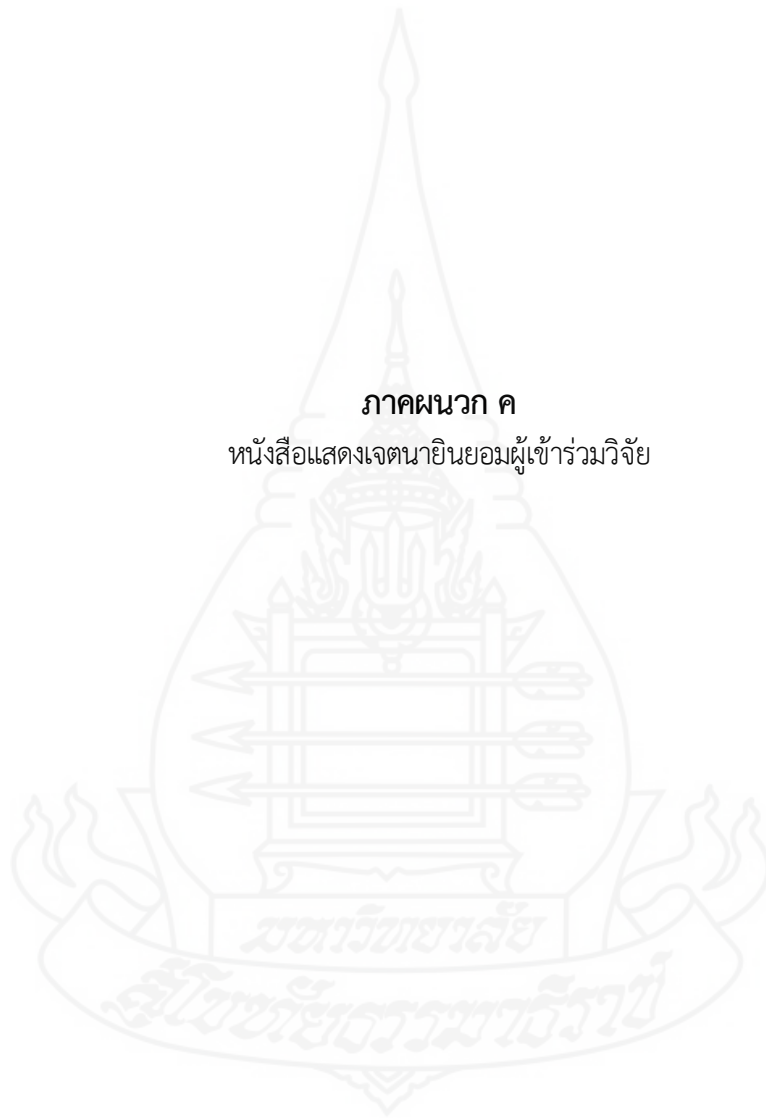 ภาคผนวก ค
หนังสือแสดงเจตนายินยอมผู้เข้าร่วมวิจัย
มหาวิทยาลัย
สุโขทัยธรรมาธิราช